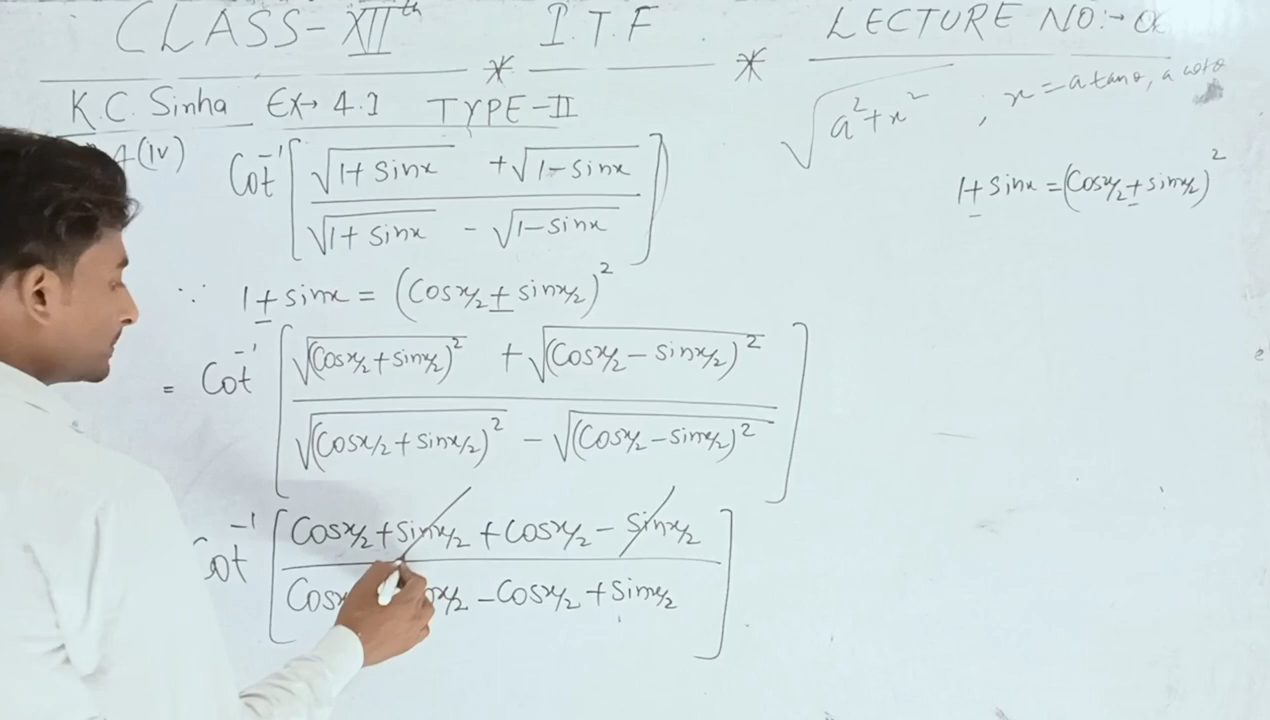 CLASS-XIIth I.T.F LECTURE NO:→
K.C. Sinha EX→ 4.1 TYPE-II
√(a²+x²) , x=a tanθ, a cotθ
4(iv) Cot⁻¹[(√(1+sinx) + √(1-sinx))/(√(1+sinx) - √(1-sinx))]
1±sinx = (Cosx/2 ± sinx/2)²
∵ 1±sinx = (Cosx/2 ± sinx/2)²
= Cot⁻¹[(√(Cosx/2+sinx/2)² + √(Cosx/2-sinx/2)²)/(√(Cosx/2+sinx/2)² - √(Cosx/2-sinx/2)²)]
Cot⁻¹[(Cosx/2+sinx/2+Cosx/2-sinx/2)/(Cosx/2 -Cosx/2+sinx/2)]